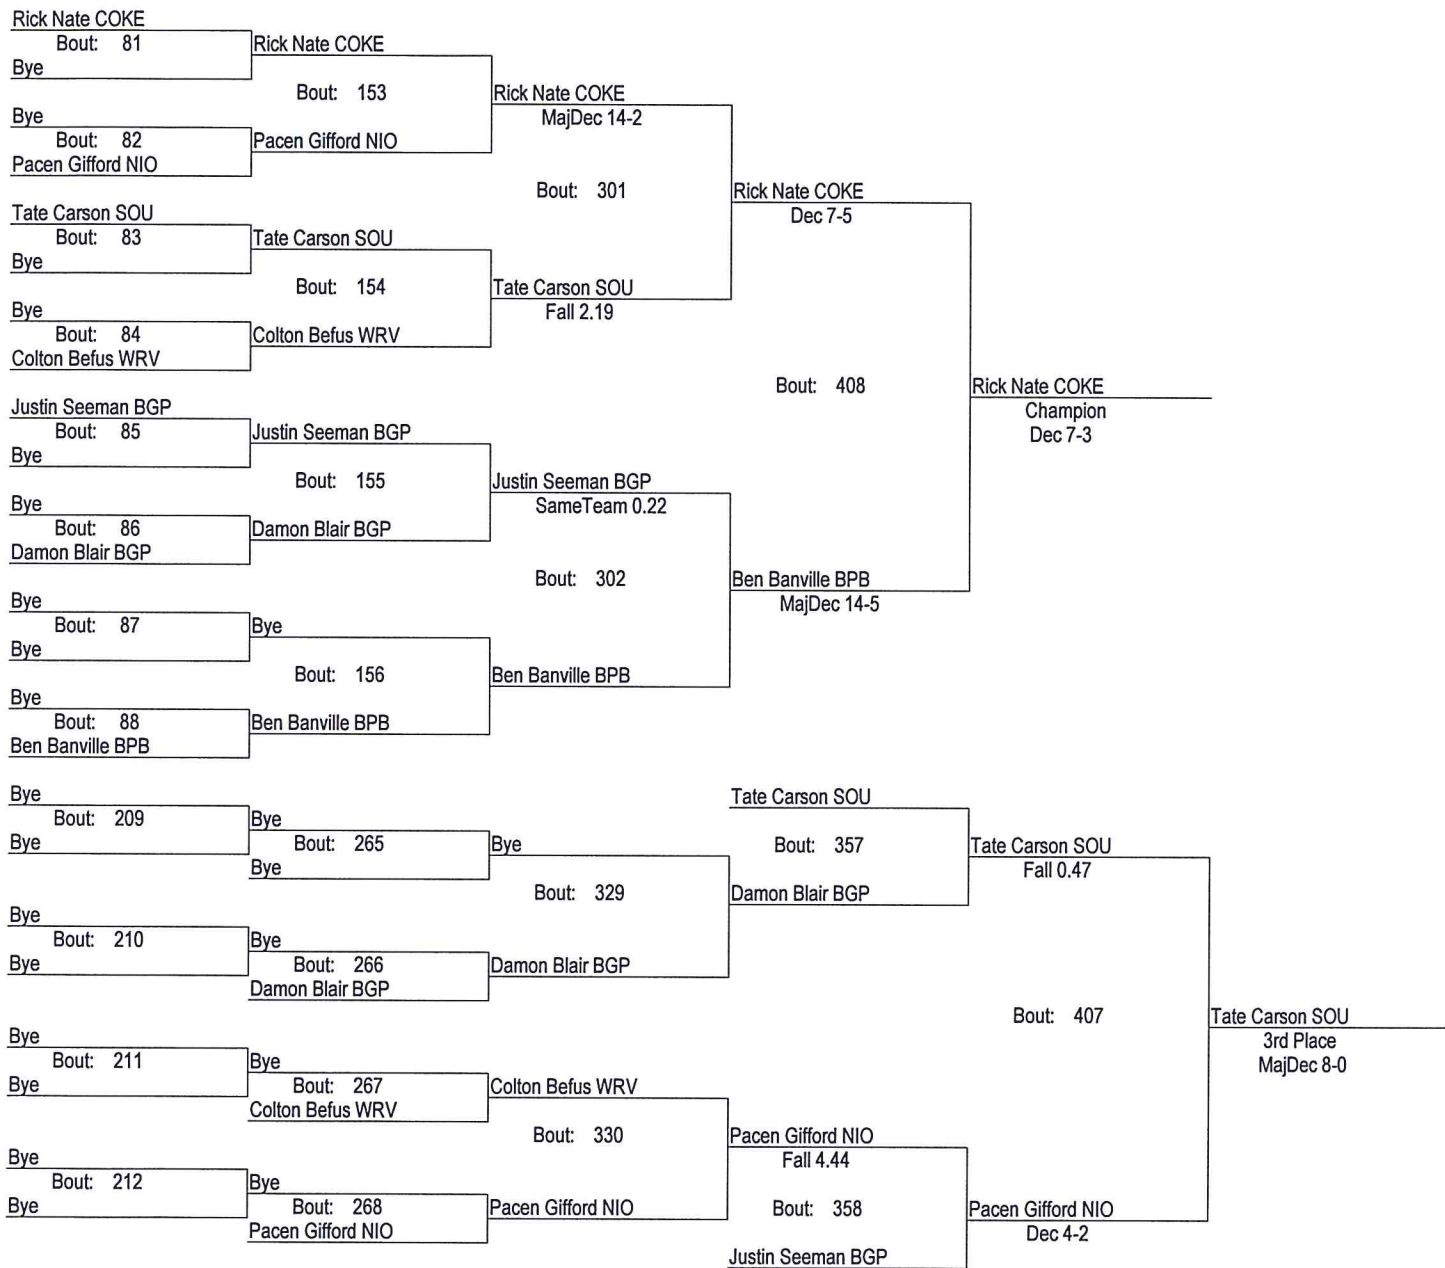 Rick Nate COKE
Bout: 81
Bye
Rick Nate COKE
Bout: 153
Bye
Bout: 82
Pacen Gifford NIO
Pacen Gifford NIO
Rick Nate COKE
MajDec 14-2
Bout: 301
Tate Carson SOU
Bout: 83
Bye
Tate Carson SOU
Bout: 154
Bye
Bout: 84
Colton Befus WRV
Colton Befus WRV
Tate Carson SOU
Fall 2.19
Rick Nate COKE
Dec 7-5
Bout: 408
Justin Seeman BGP
Bout: 85
Bye
Justin Seeman BGP
Bout: 155
Bye
Bout: 86
Damon Blair BGP
Damon Blair BGP
Justin Seeman BGP
SameTeam 0.22
Bout: 302
Bye
Bout: 87
Bye
Bye
Bout: 156
Bye
Bout: 88
Ben Banville BPB
Ben Banville BPB
Ben Banville BPB
Ben Banville BPB
MajDec 14-5
Rick Nate COKE
Champion
Dec 7-3
Bye
Bout: 209
Bye
Bye
Bout: 265
Bye
Bye
Bout: 329
Bye
Bout: 210
Bye
Bye
Bout: 266
Damon Blair BGP
Damon Blair BGP
Tate Carson SOU
Bout: 357
Damon Blair BGP
Tate Carson SOU
Fall 0.47
Bout: 407
Bye
Bout: 211
Bye
Bye
Bout: 267
Colton Befus WRV
Colton Befus WRV
Bout: 330
Bye
Bout: 212
Bye
Bye
Bout: 268
Pacen Gifford NIO
Pacen Gifford NIO
Pacen Gifford NIO
Fall 4.44
Bout: 358
Justin Seeman BGP
Pacen Gifford NIO
Dec 4-2
Tate Carson SOU
3rd Place
MajDec 8-0